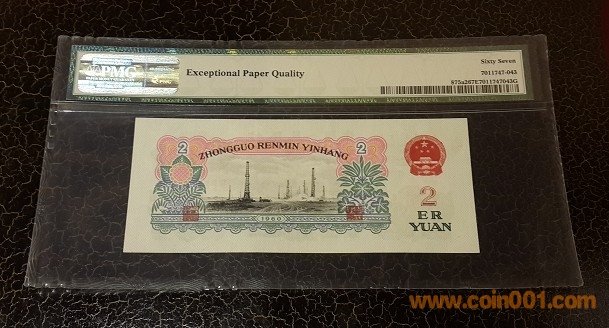 PMG
Exceptional Paper Quality
Sixty Seven
7011747-043
S75a267E7011747043G
2
2
ZHONGGUO RENMIN YINHANG
1960
2
ER
YUAN
www.coin001.com